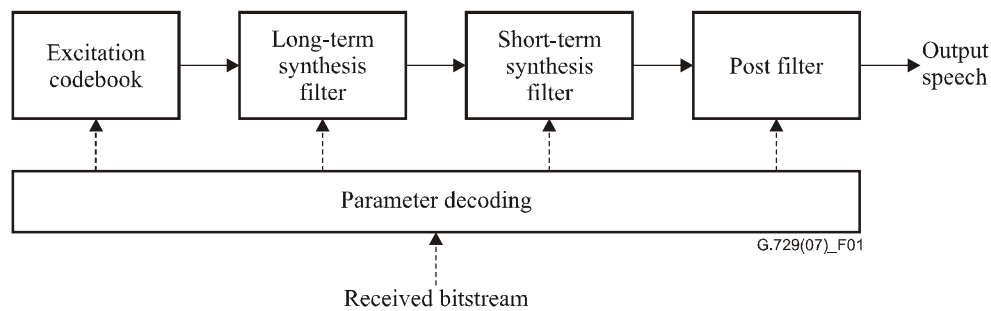 Excitation
codebook
Long-term
synthesis
filter
Short-term
synthesis
filter
Post filter
Output
speech
Parameter decoding
G.729(07)_F01
Received bitstream